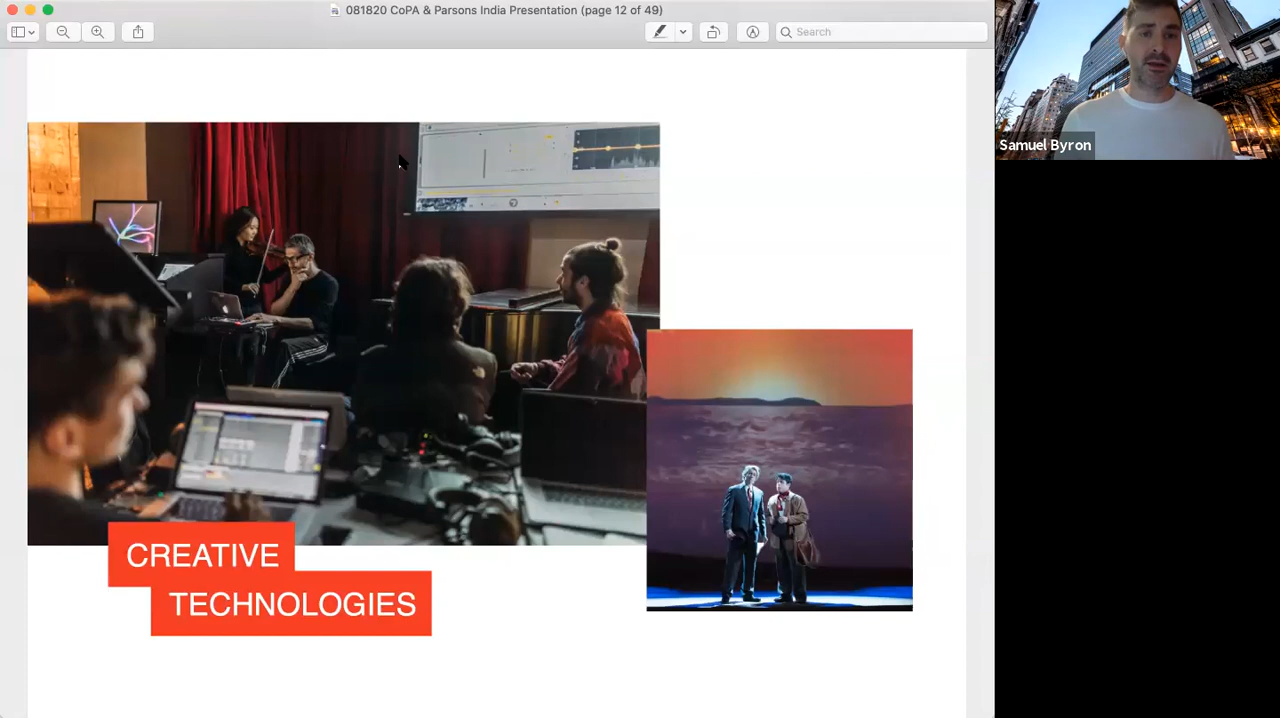 081820 CoPA & Parsons India Presentation (page 12 of 49)
Search
Samuel Byron
CREATIVE
TECHNOLOGIES